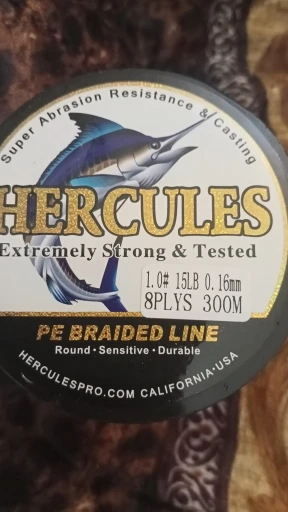 Super Abrasion Resistance & Casting
HERCULES
Extremely Strong & Tested
1.0# 15LB 0.16mm
8PLYS 300M
PE BRAIDED LINE
Round · Sensitive · Durable
HERCULESPRO.COM CALIFORNIA · USA